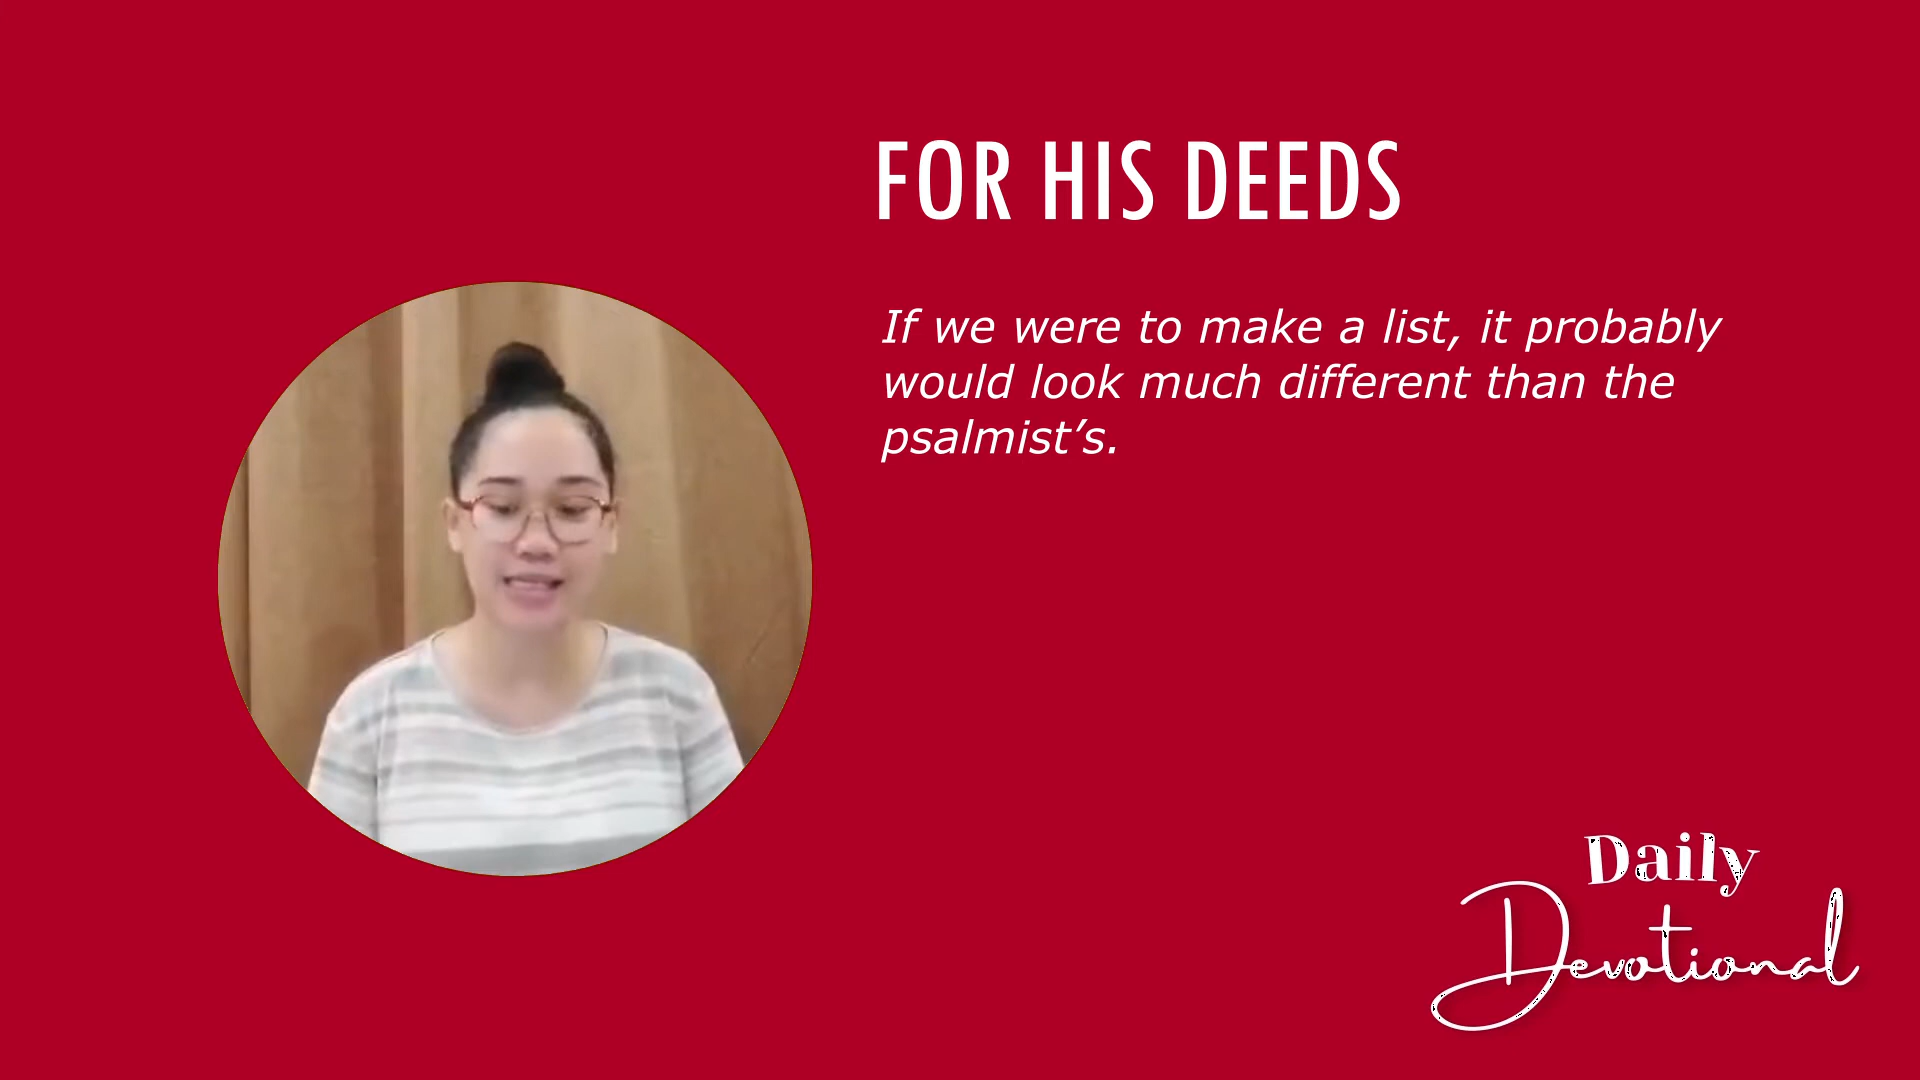 FOR HIS DEEDS
If we were to make a list, it probably
would look much different than the
psalmist’s.
Daily
Devotional